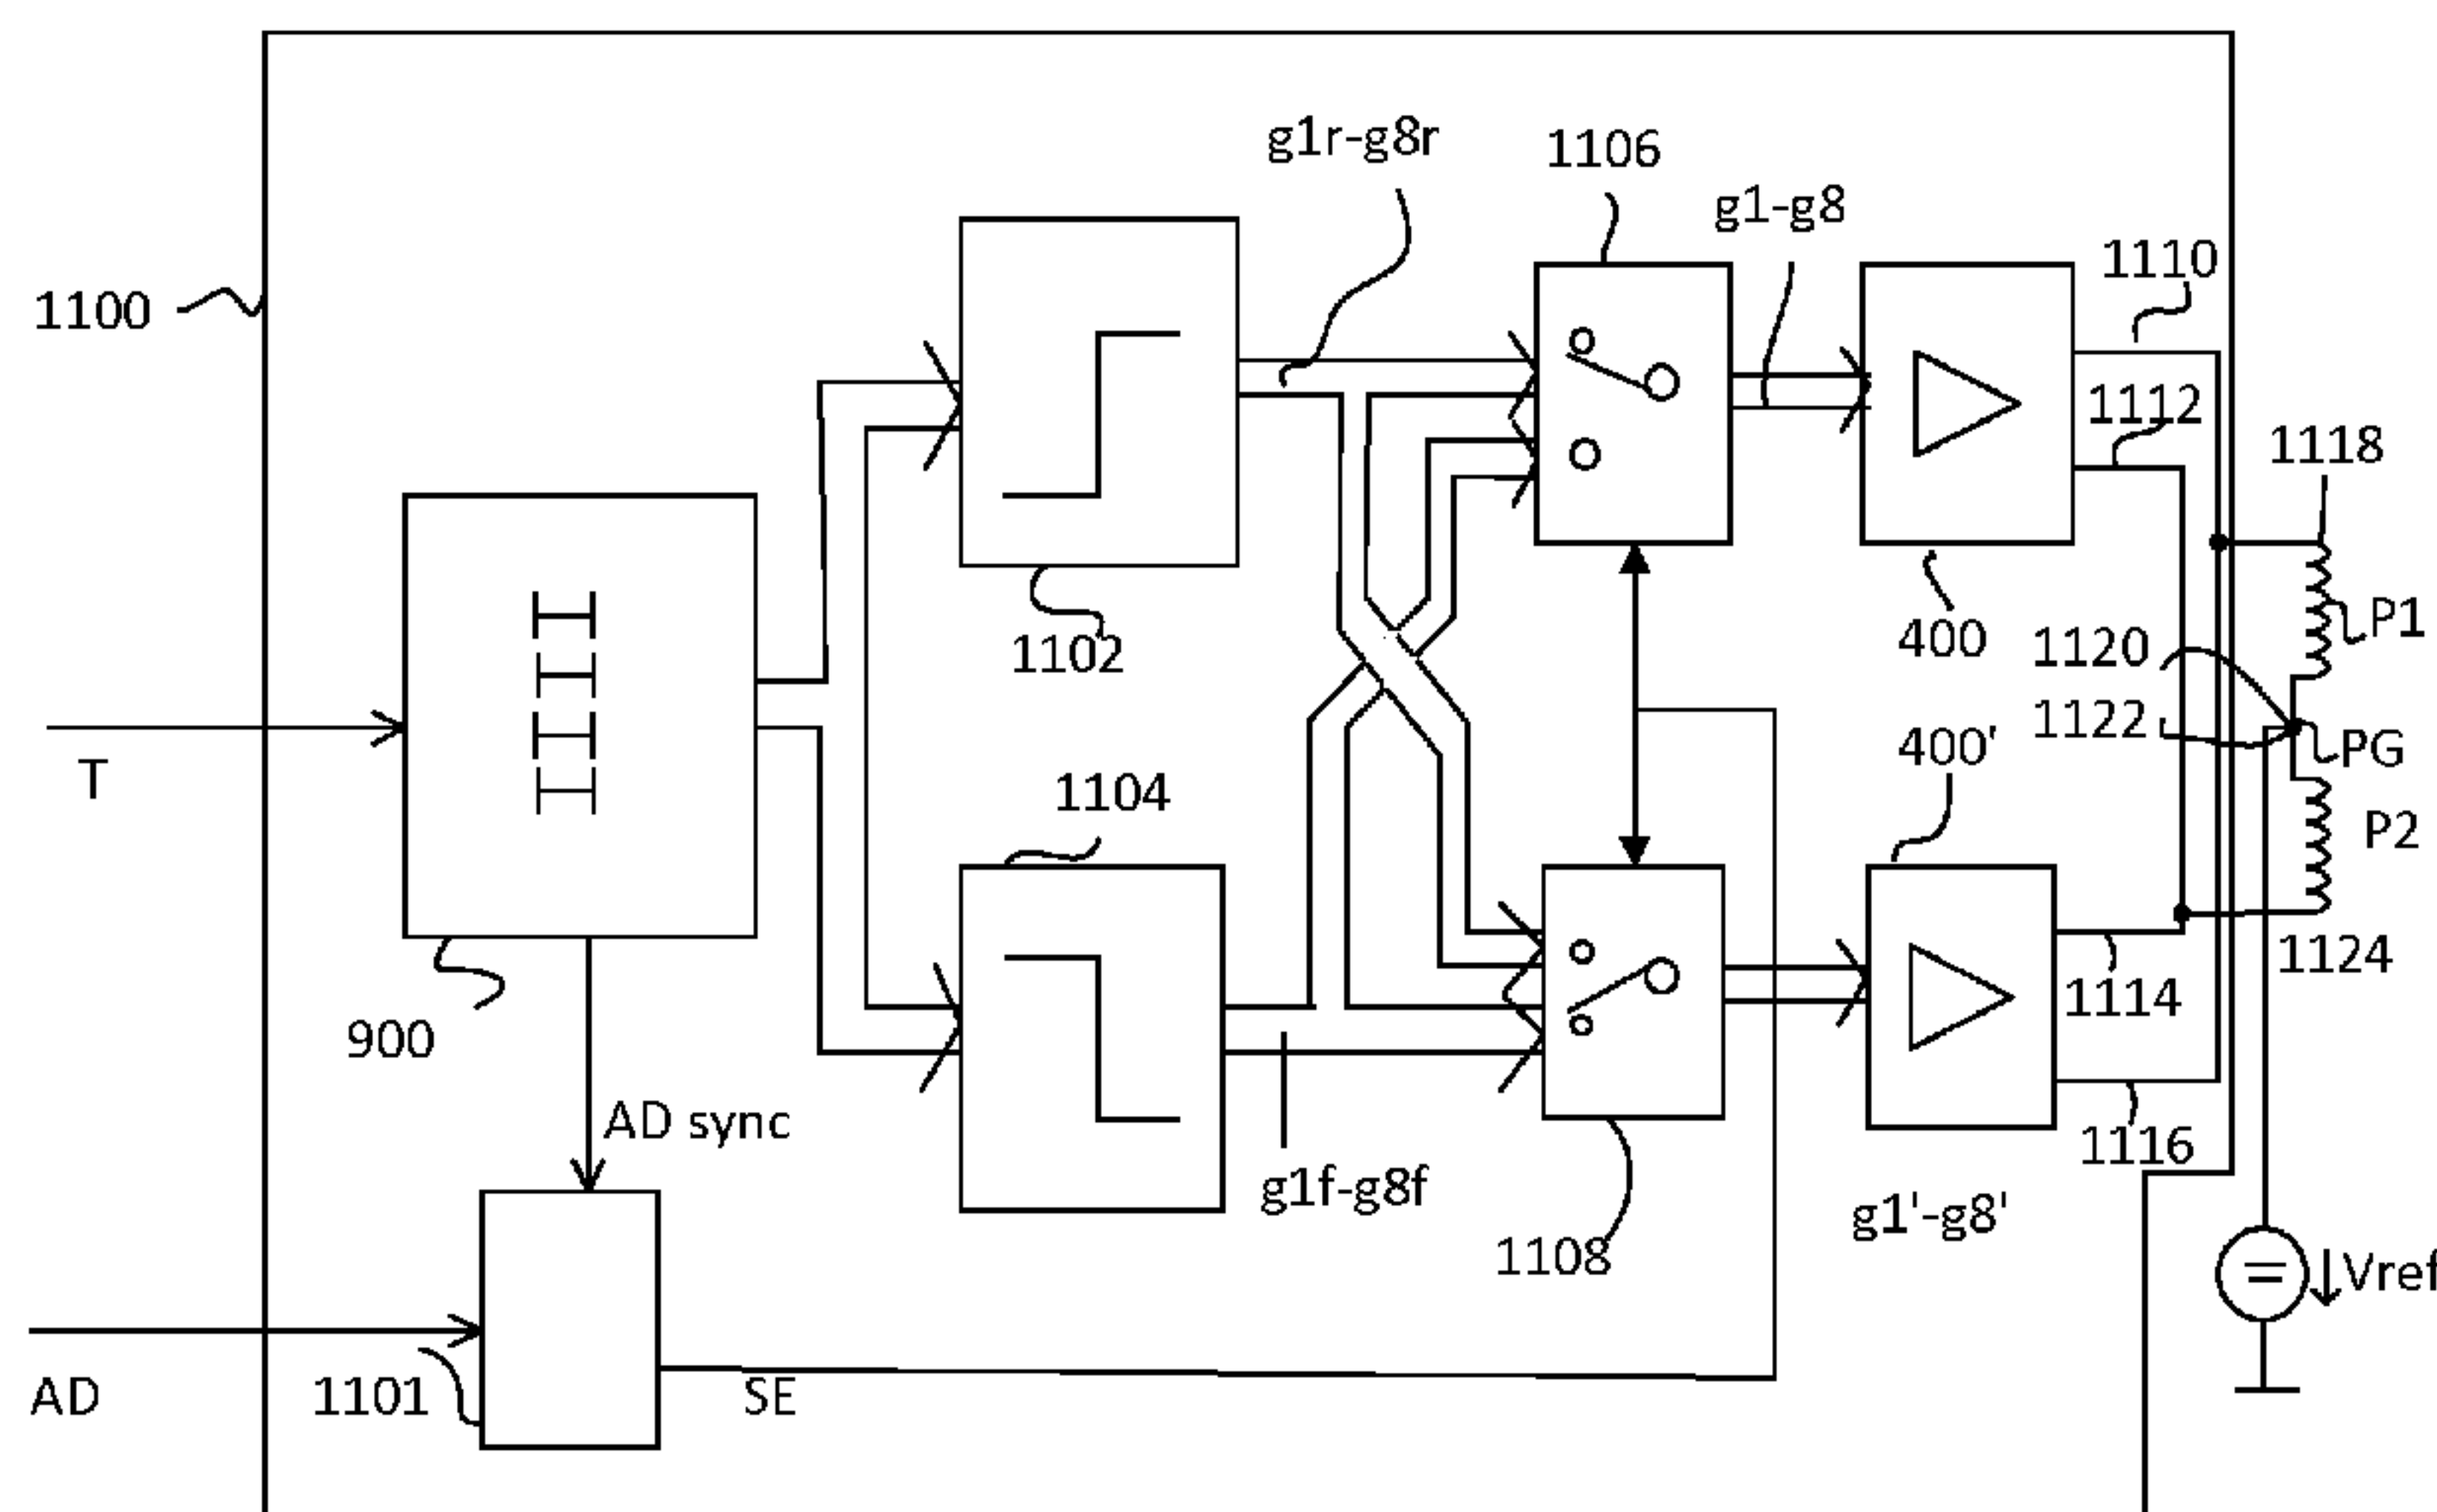 g1r-g8r
1106
g1-g8
1110
1100
1112
1118
P1
1102
400
1120
1122
400'
PG
T
1104
P2
1124
1114
900
AD sync
1116
g1f-g8f
g1'-g8'
1108
Vref
AD
1101
SE